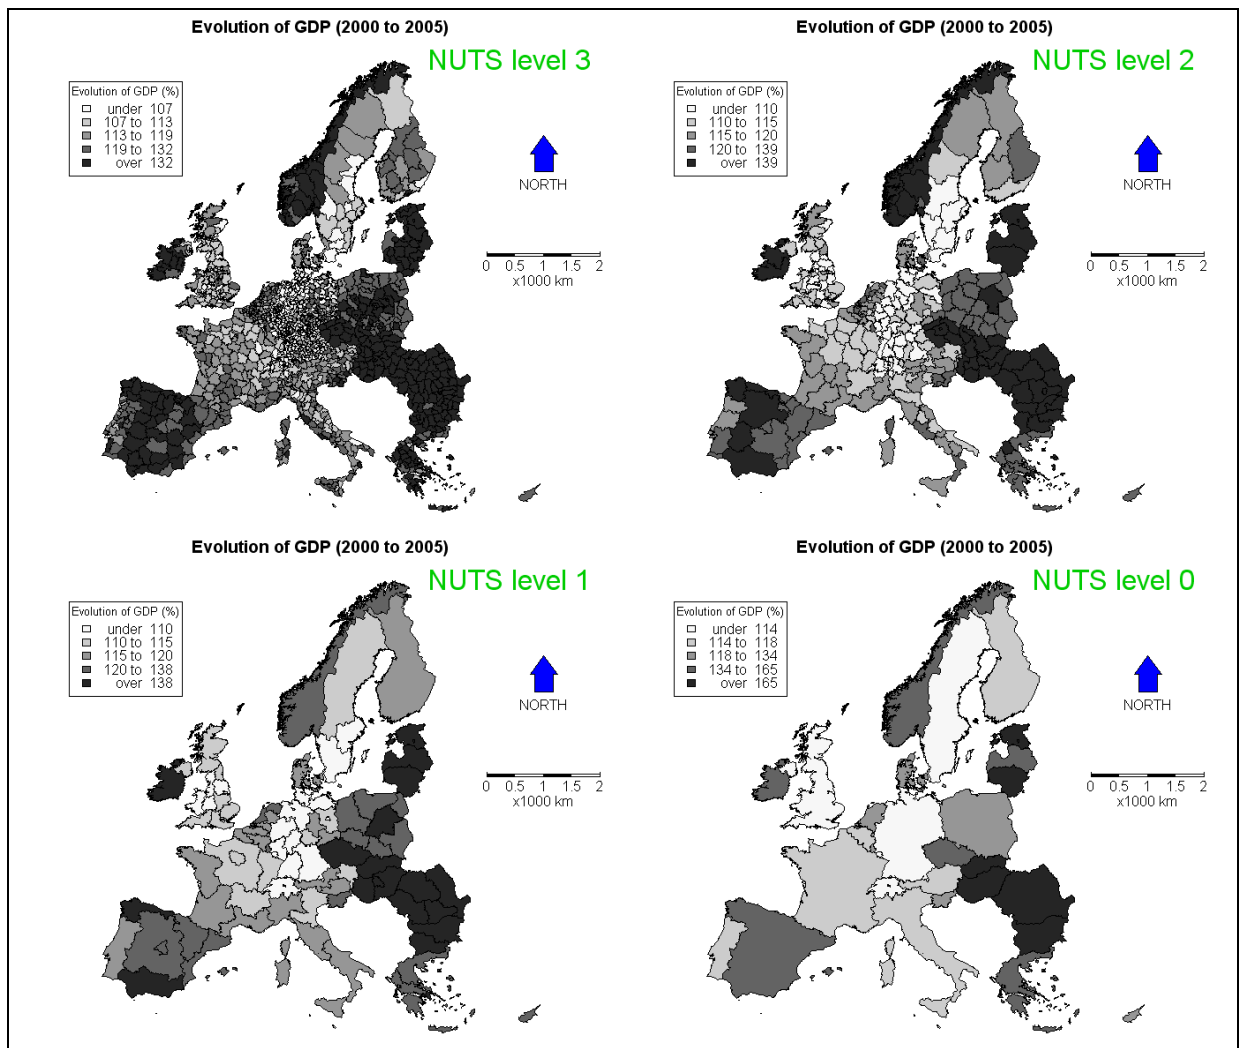 Evolution of GDP (2000 to 2005)
NUTS level 3
Evolution of GDP (%)
under 107
107 to 113
113 to 119
119 to 132
over 132
NORTH
0 0.5 1 1.5 2
x1000 km
Evolution of GDP (2000 to 2005)
NUTS level 2
Evolution of GDP (%)
under 110
110 to 115
115 to 120
120 to 139
over 139
NORTH
0 0.5 1 1.5 2
x1000 km
Evolution of GDP (2000 to 2005)
NUTS level 1
Evolution of GDP (%)
under 110
110 to 115
115 to 120
120 to 138
over 138
NORTH
0 0.5 1 1.5 2
x1000 km
Evolution of GDP (2000 to 2005)
NUTS level 0
Evolution of GDP (%)
under 114
114 to 118
118 to 134
134 to 165
over 165
NORTH
0 0.5 1 1.5 2
x1000 km